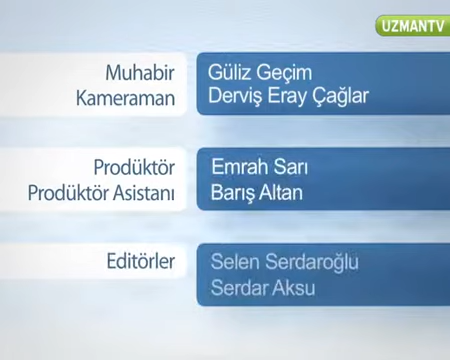 UZMANTV
Muhabir Güliz Geçim
Kameraman Derviş Eray Çağlar
Prodüktör Emrah Sarı
Prodüktör Asistanı Barış Altan
Editörler Selen Serdaroğlu
Serdar Aksu